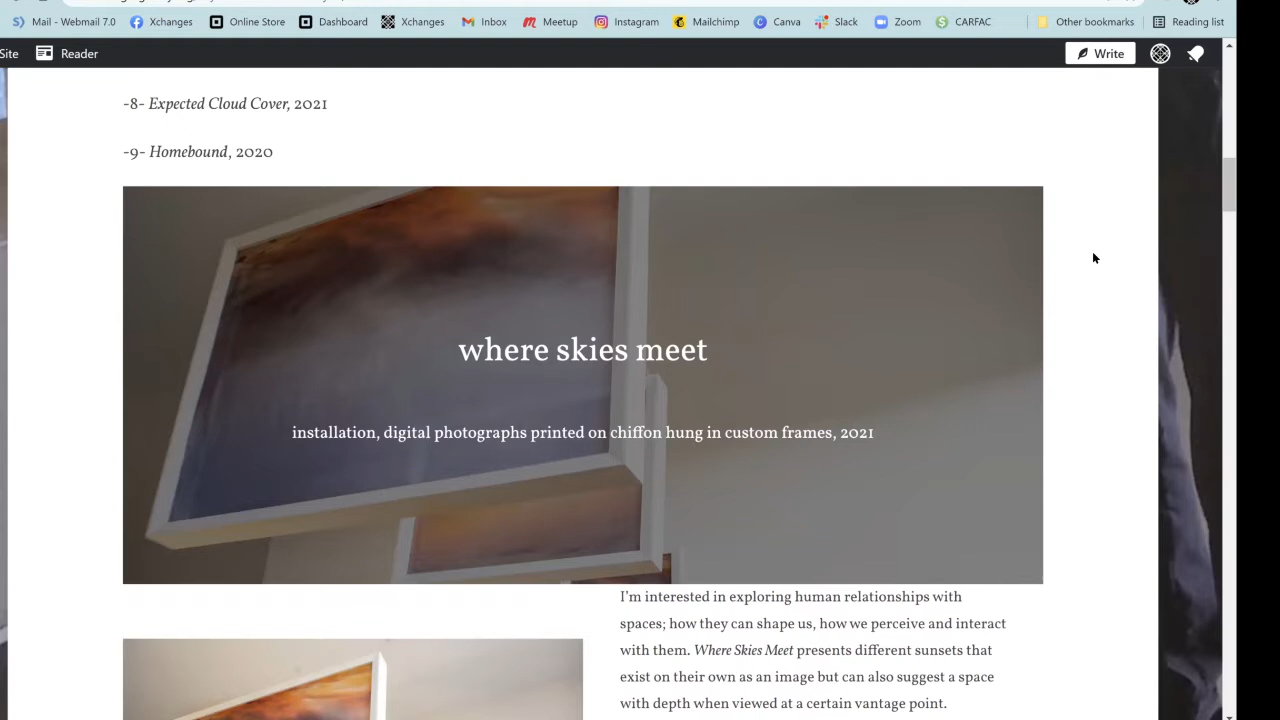 Mail - Webmail 7.0 Xchanges Online Store Dashboard Xchanges Inbox Meetup Instagram Mailchimp Canva Slack Zoom CARFAC Other bookmarks Reading list
Site Reader Write
-8- Expected Cloud Cover, 2021
-9- Homebound, 2020
where skies meet
installation, digital photographs printed on chiffon hung in custom frames, 2021
I'm interested in exploring human relationships with
spaces; how they can shape us, how we perceive and interact
with them. Where Skies Meet presents different sunsets that
exist on their own as an image but can also suggest a space
with depth when viewed at a certain vantage point.